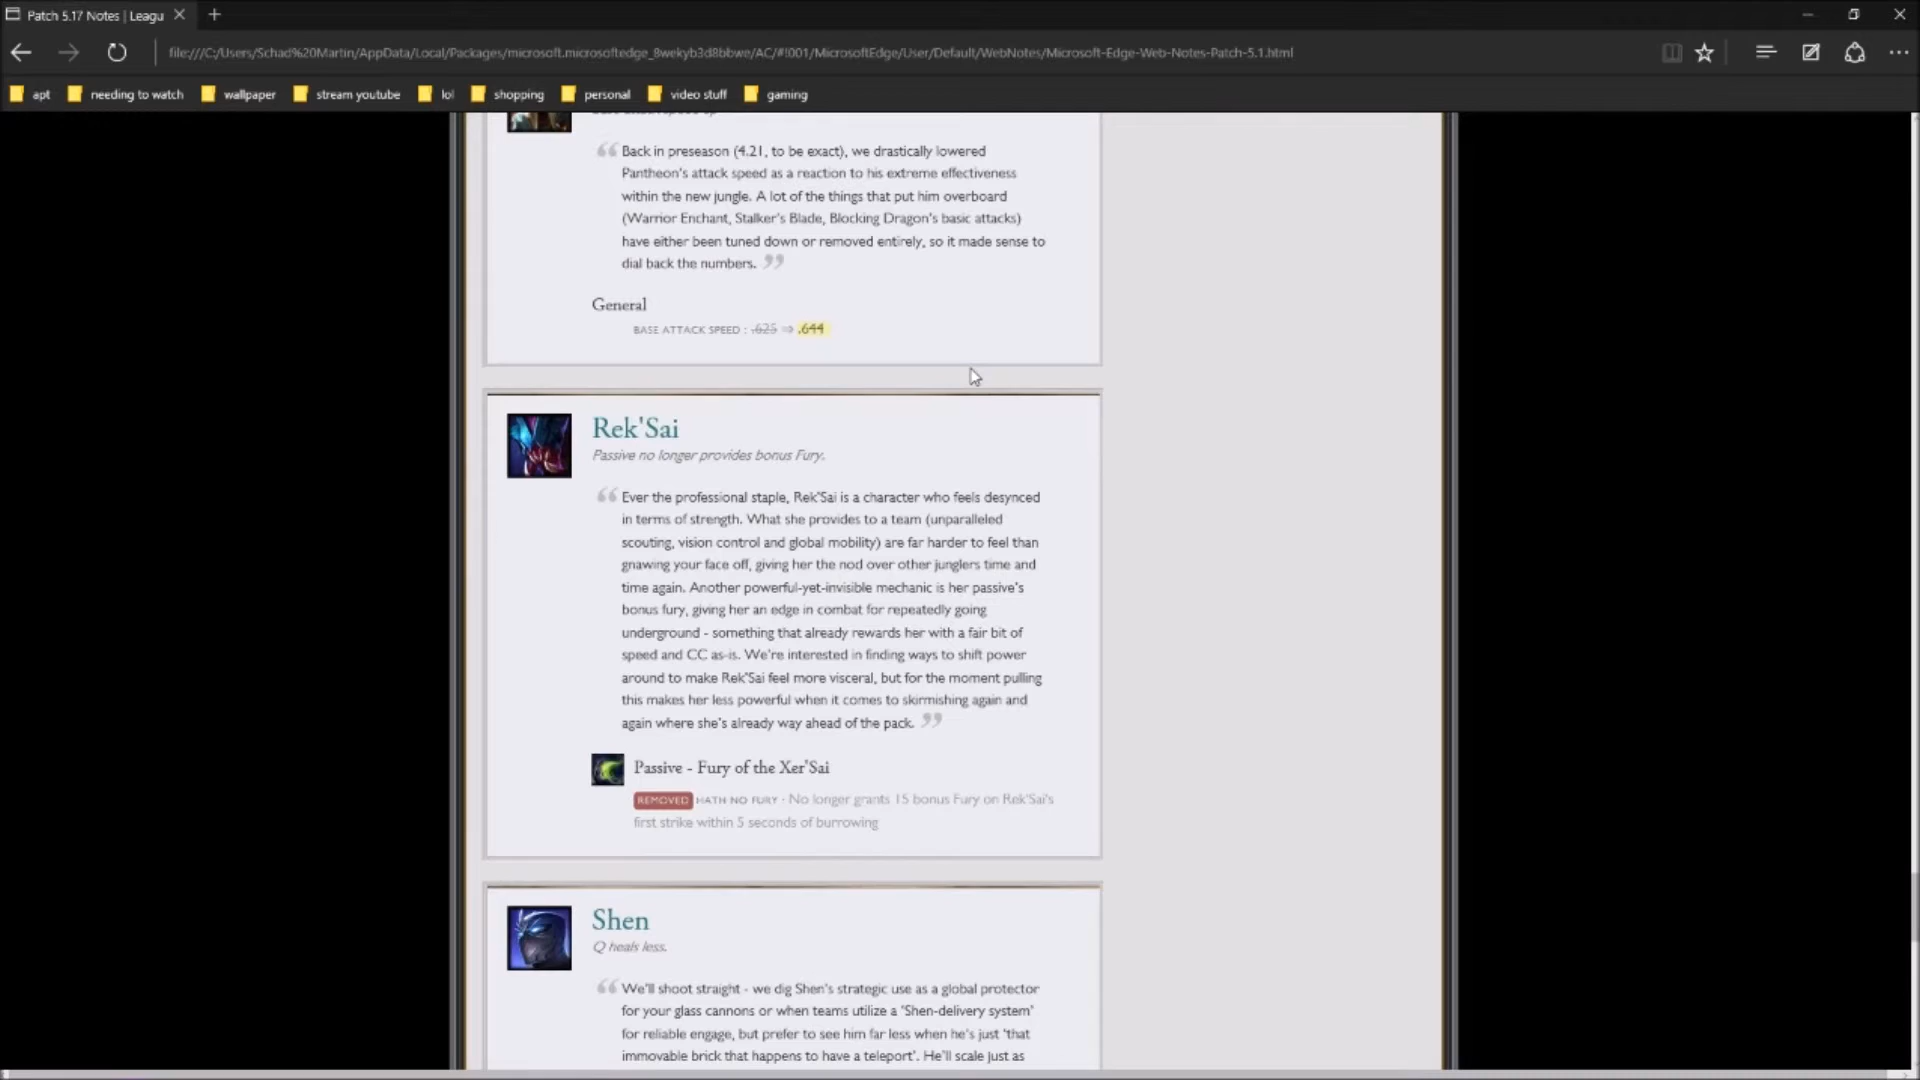 Patch 5.17 Notes | Leagu
file:///C:/Users/Schad%20Martin/AppData/Local/Packages/microsoft.microsoftedge_8wekyb3d8bbwe/AC/#!001/MicrosoftEdge/User/Default/WebNotes/Microsoft-Edge-Web-Notes-Patch-5.1.html
apt needing to watch wallpaper stream youtube lol shopping personal video stuff gaming
“ Back in preseason (4.21, to be exact), we drastically lowered
Pantheon's attack speed as a reaction to his extreme effectiveness
within the new jungle. A lot of the things that put him overboard
(Warrior Enchant, Stalker's Blade, Blocking Dragon's basic attacks)
have either been tuned down or removed entirely, so it made sense to
dial back the numbers. ”
General
BASE ATTACK SPEED : .625 ⇒ .644
Rek'Sai
Passive no longer provides bonus Fury.
“ Ever the professional staple, Rek'Sai is a character who feels desynced
in terms of strength. What she provides to a team (unparalleled
scouting, vision control and global mobility) are far harder to feel than
gnawing your face off, giving her the nod over other junglers time and
time again. Another powerful-yet-invisible mechanic is her passive's
bonus fury, giving her an edge in combat for repeatedly going
underground - something that already rewards her with a fair bit of
speed and CC as-is. We're interested in finding ways to shift power
around to make Rek'Sai feel more visceral, but for the moment pulling
this makes her less powerful when it comes to skirmishing again and
again where she's already way ahead of the pack. ”
Passive - Fury of the Xer'Sai
REMOVED HATH NO FURY : No longer grants 15 bonus Fury on Rek'Sai's
first strike within 5 seconds of burrowing
Shen
Q heals less.
“ We'll shoot straight - we dig Shen's strategic use as a global protector
for your glass cannons or when teams utilize a 'Shen-delivery system'
for reliable engage, but prefer to see him far less when he's just 'that
immovable brick that happens to have a teleport'. He'll scale just as